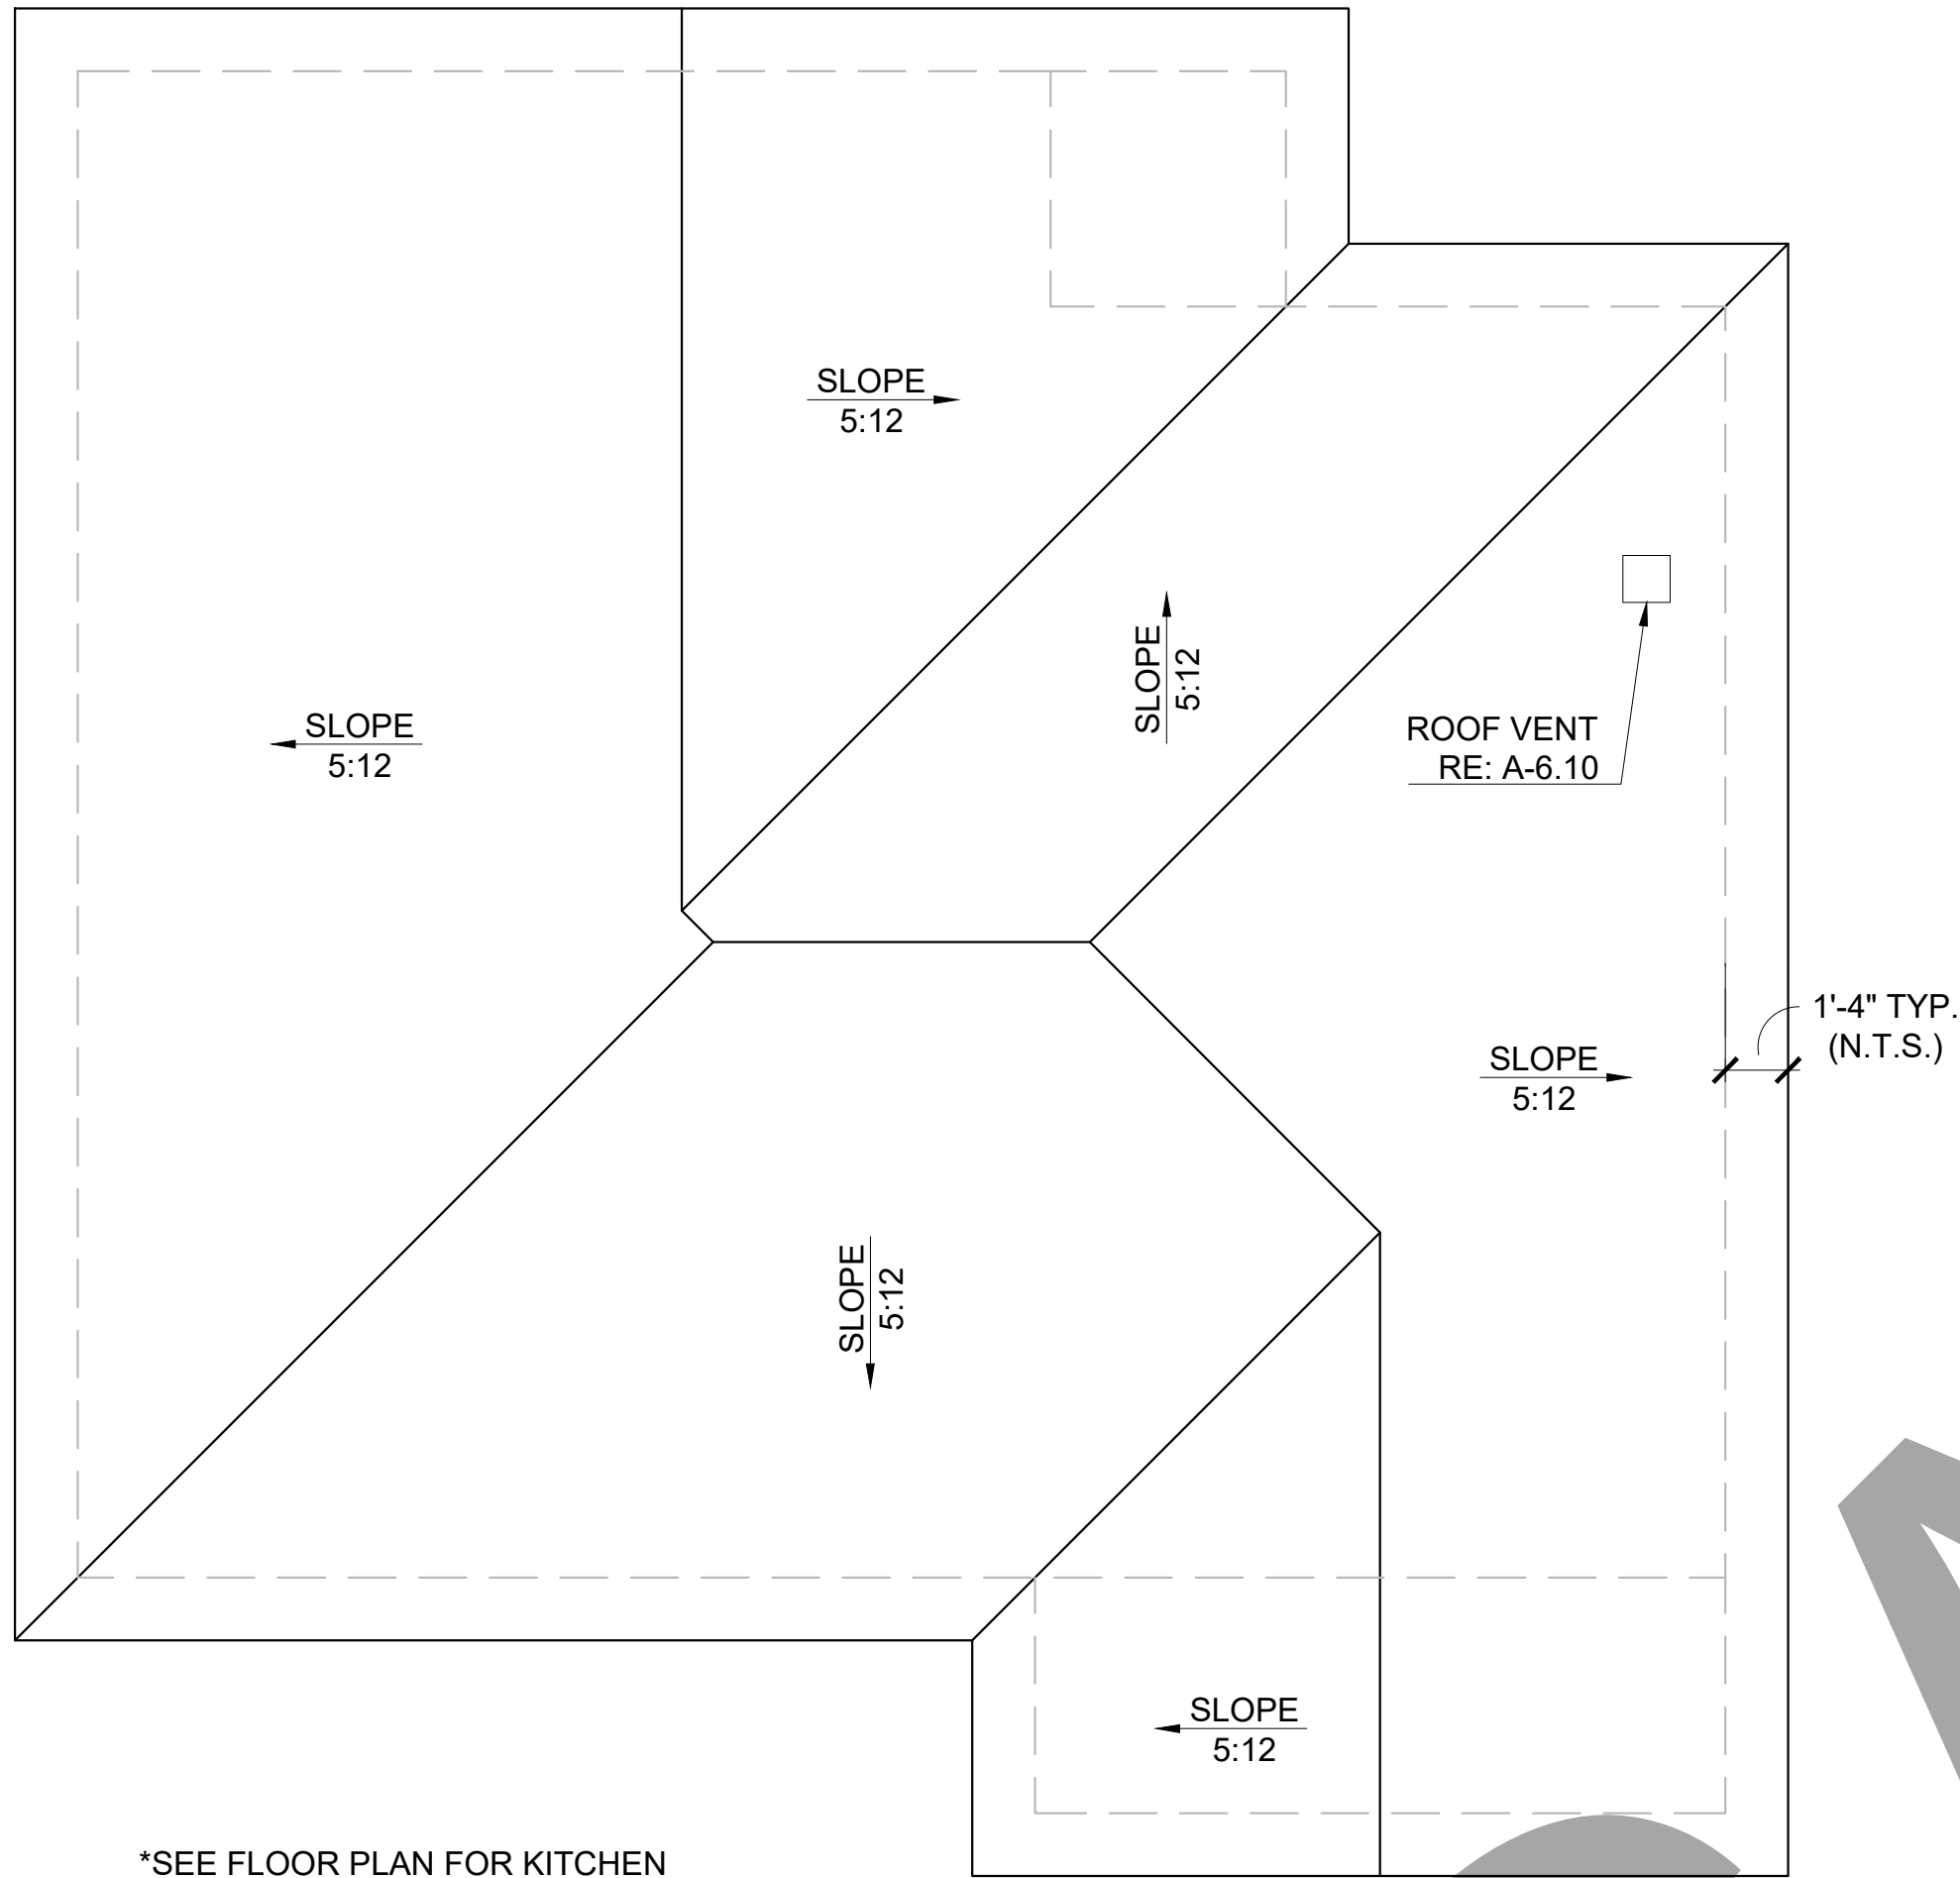 SLOPE
5:12
SLOPE
5:12
SLOPE
5:12
ROOF VENT
RE: A-6.10
1'-4" TYP.
(N.T.S.)
SLOPE
5:12
SLOPE
5:12
SLOPE
5:12
*SEE FLOOR PLAN FOR KITCHEN